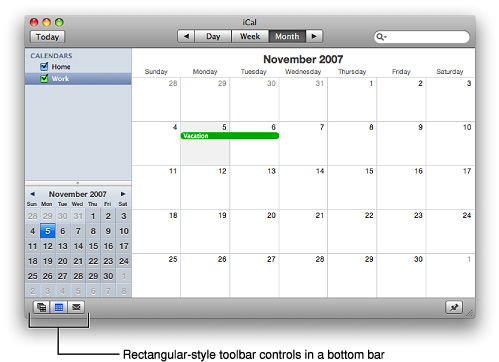 iCal
Today
Day Week Month
CALENDARS
Home
Work
November 2007
Sunday Monday Tuesday Wednesday Thursday Friday Saturday
28 29 30 31 1 2 3
4 5 6 7 8 9 10
Vacation
11 12 13 14 15 16 17
18 19 20 21 22 23 24
25 26 27 28 29 30 1
November 2007
Sun Mon Tue Wed Thu Fri Sat
28 29 30 31 1 2 3
4 5 6 7 8 9 10
11 12 13 14 15 16 17
18 19 20 21 22 23 24
25 26 27 28 29 30 1
2 3 4 5 6 7 8
Rectangular-style toolbar controls in a bottom bar